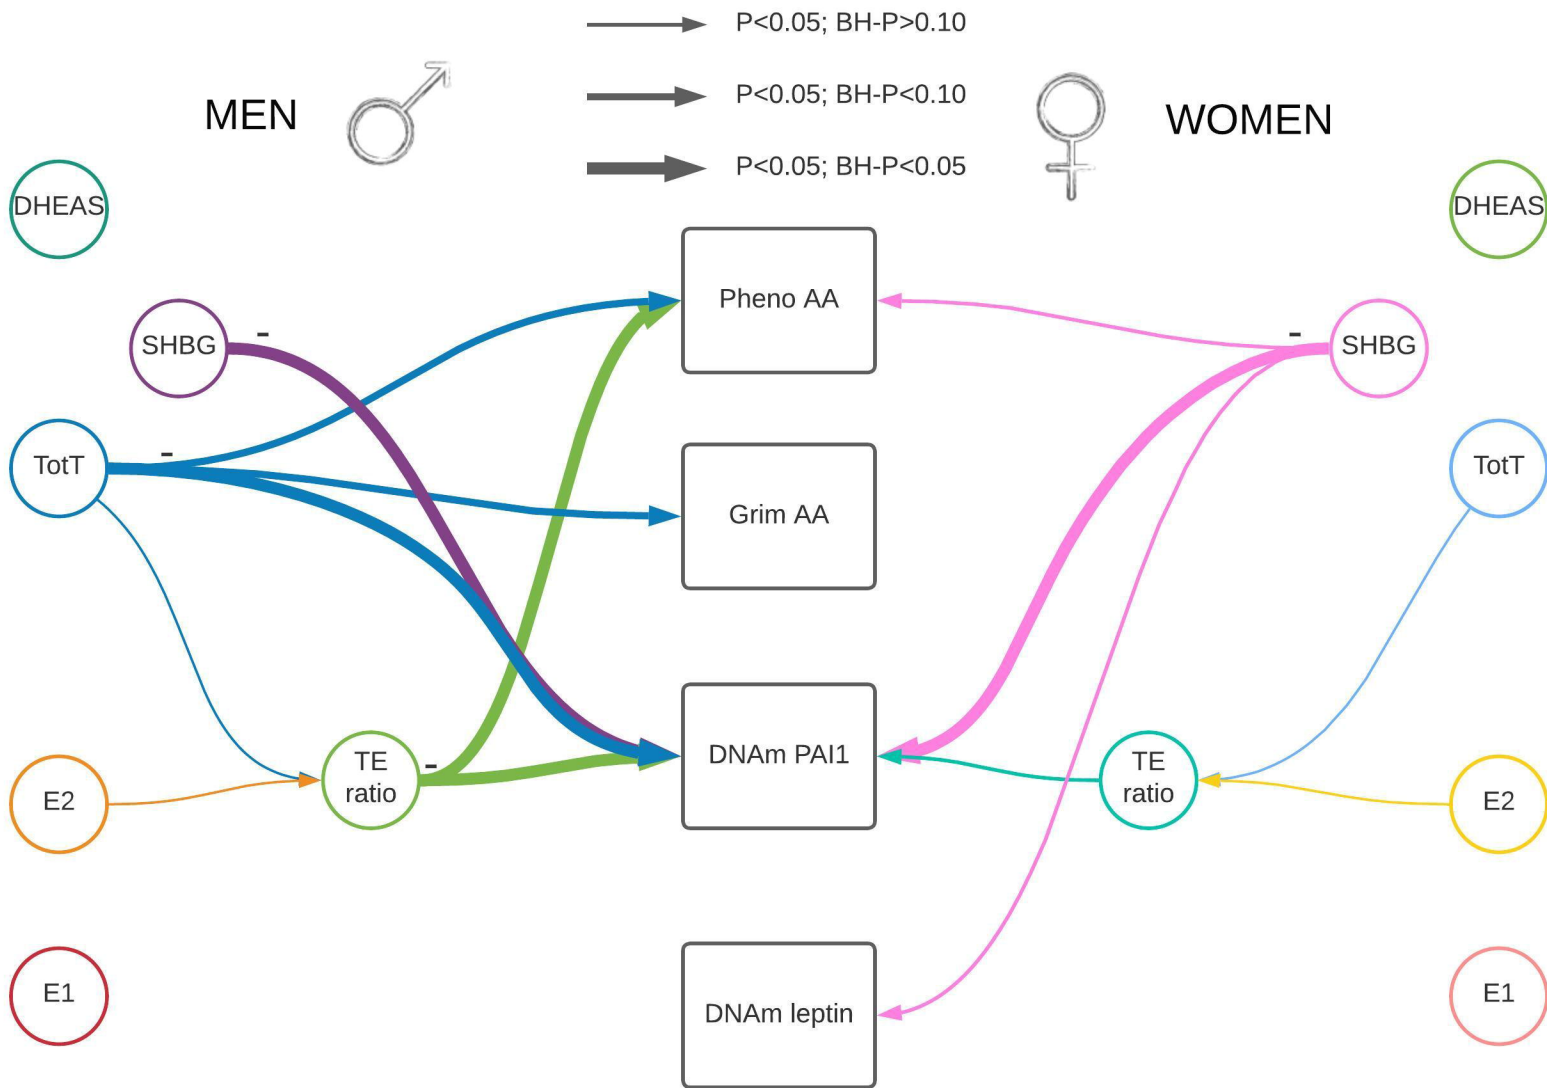 P<0.05; BH-P>0.10
P<0.05; BH-P<0.10
P<0.05; BH-P<0.05
MEN
WOMEN
DHEAS
SHBG
-
TotT
-
E2
TE
ratio
-
E1
Pheno AA
Grim AA
DNAm PAI1
DNAm leptin
DHEAS
SHBG
-
TotT
TE
ratio
E2
E1